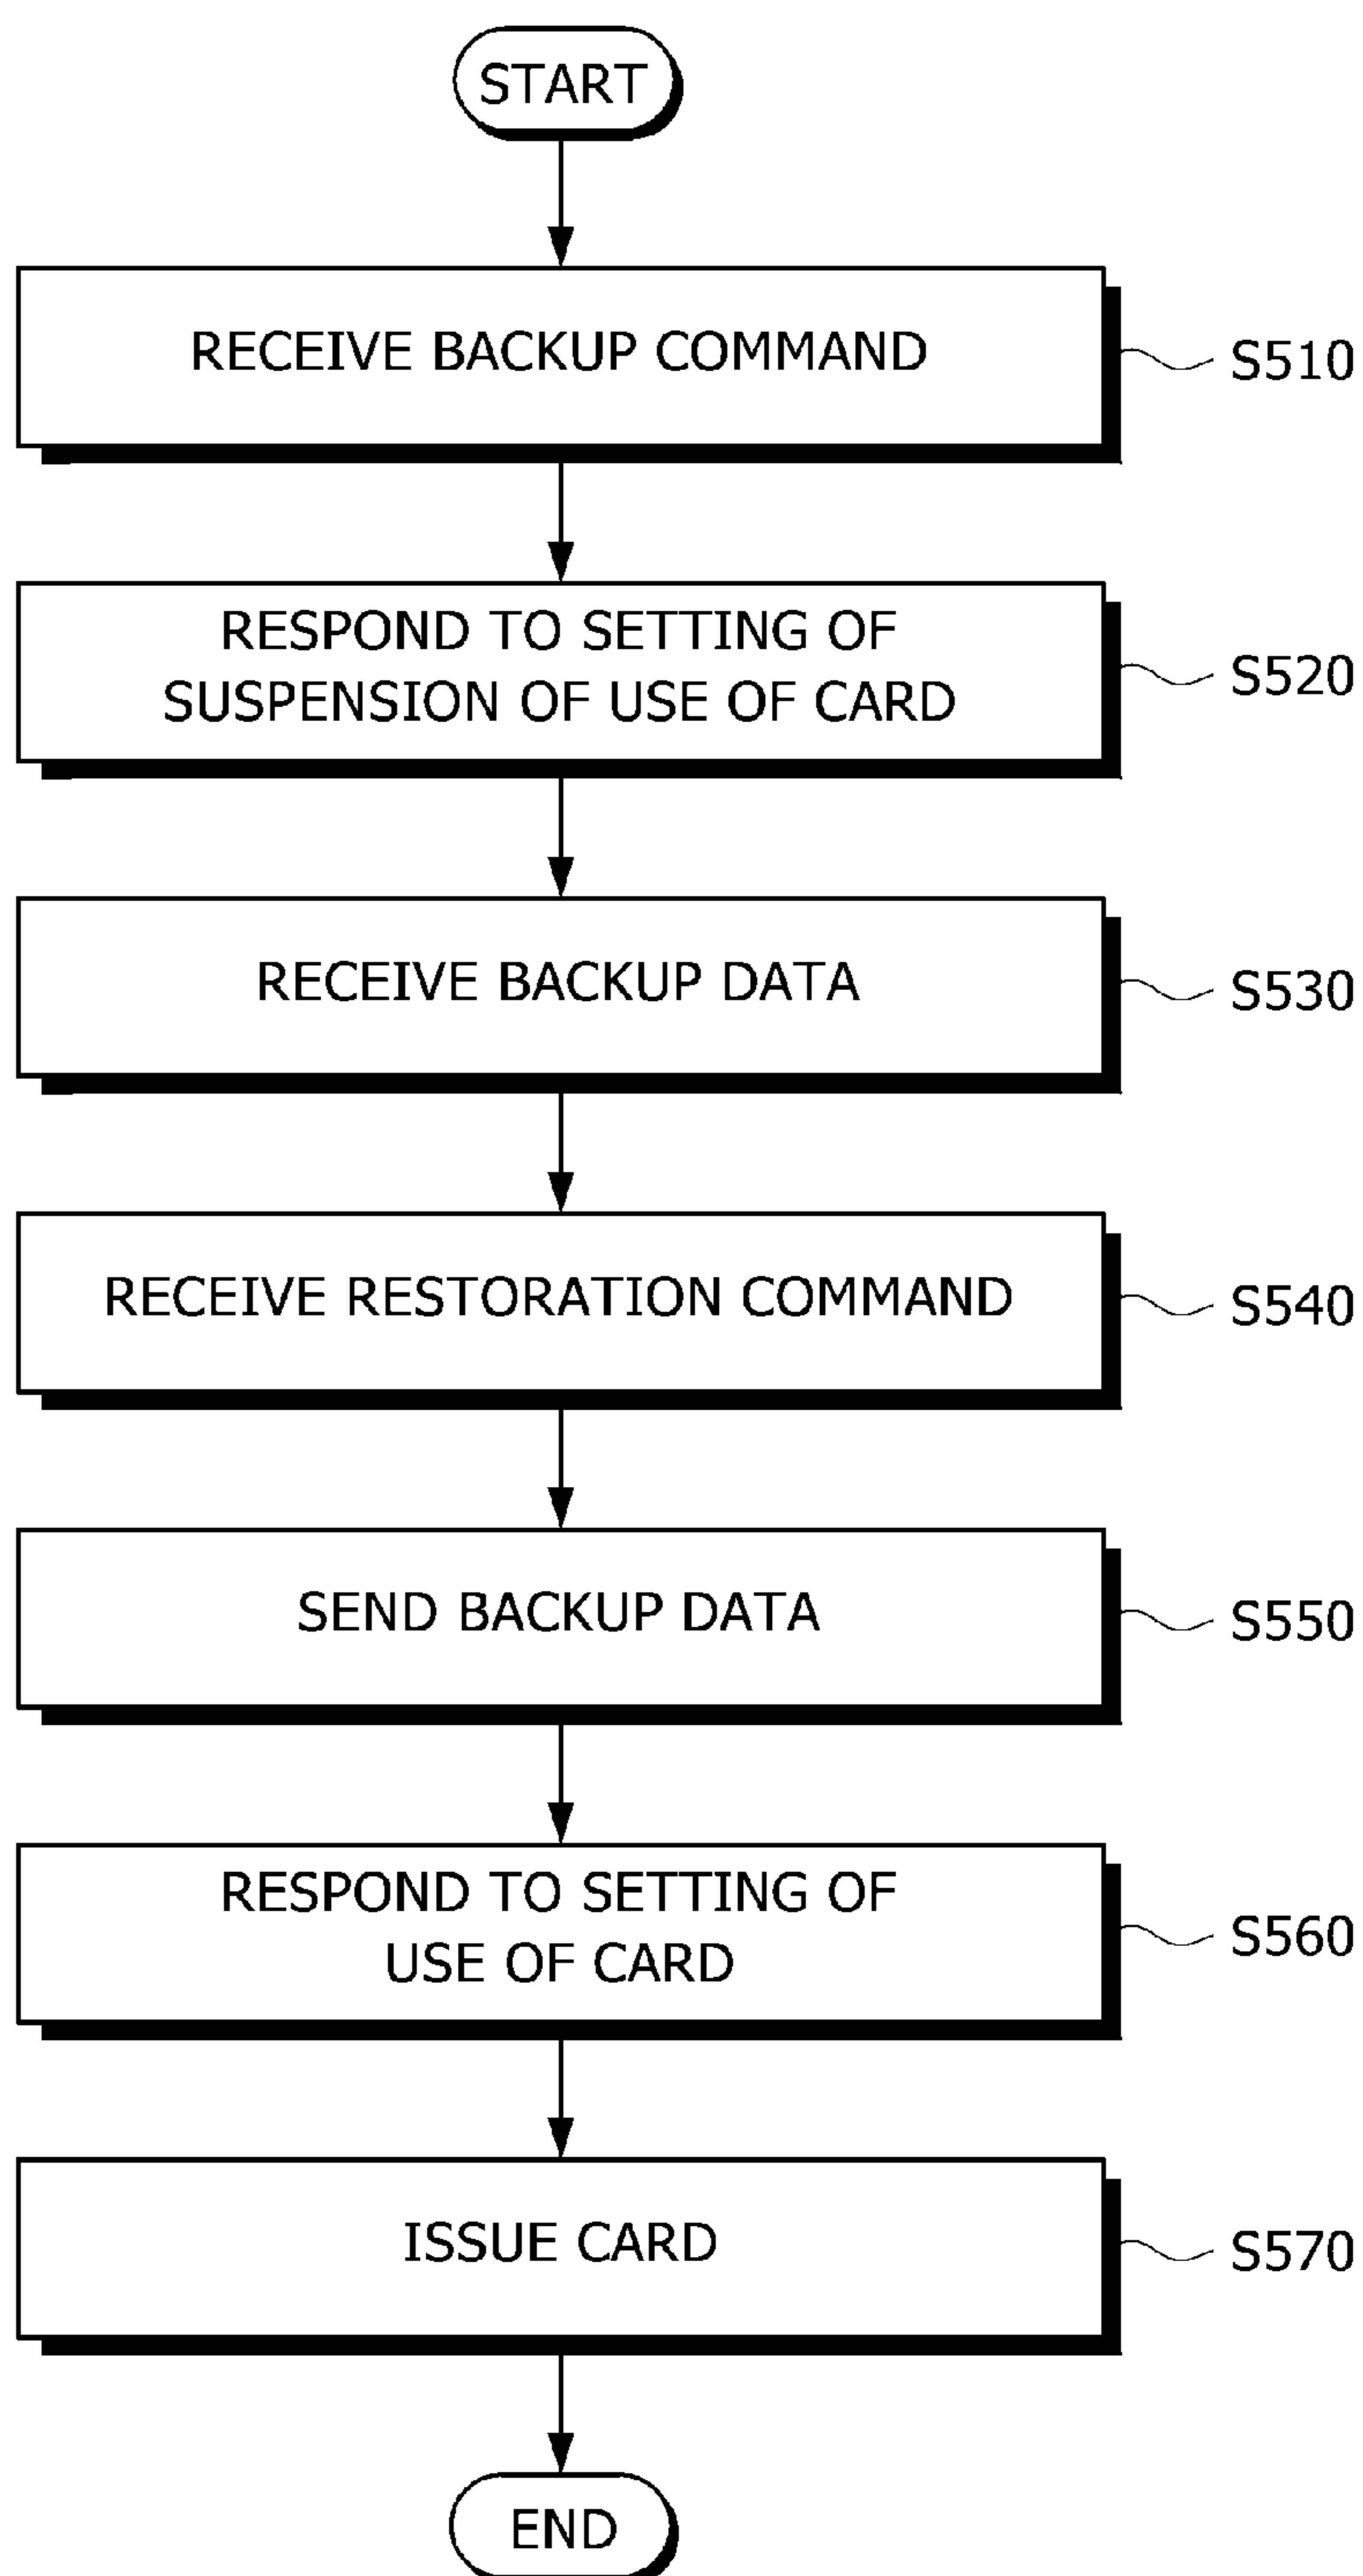 START
RECEIVE BACKUP COMMAND
S510
RESPOND TO SETTING OF
SUSPENSION OF USE OF CARD
S520
RECEIVE BACKUP DATA
S530
RECEIVE RESTORATION COMMAND
S540
SEND BACKUP DATA
S550
RESPOND TO SETTING OF
USE OF CARD
S560
ISSUE CARD
S570
END